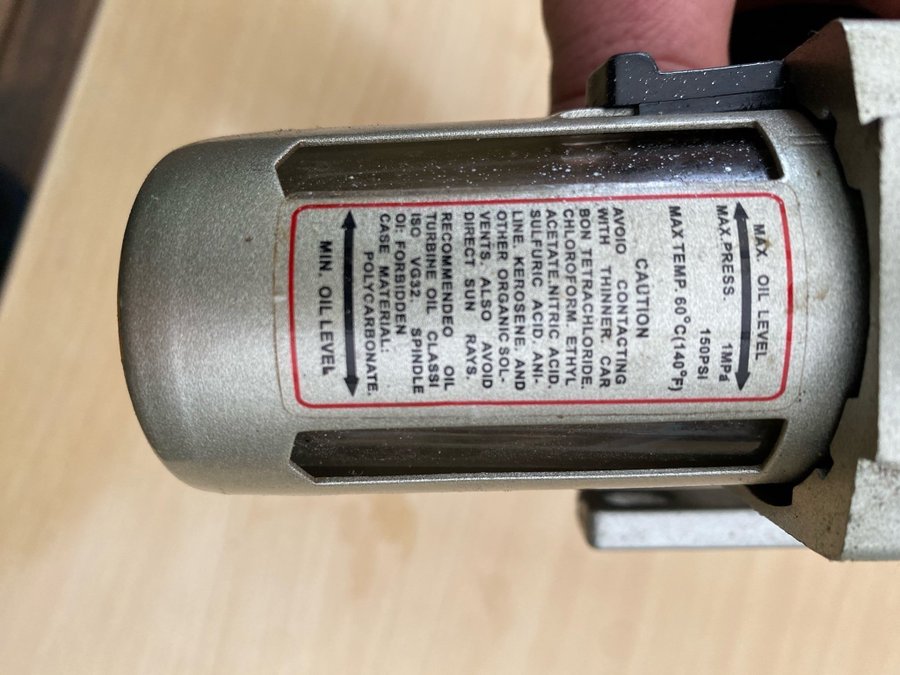 MAX. OIL LEVEL
MAX.PRESS. 1MPa
150PSI
MAX TEMP. 60°C(140°F)
CAUTION
AVOID CONTACTING
WITH THINNER, CAR
BON TETRACHLORIDE,
CHLOROFORM, ETHYL
ACETATE,NITRIC ACID,
SULFURIC ACID, ANI-
LINE, KEROSENE, AND
OTHER ORGANIC SOL-
VENTS, ALSO AVOID
DIRECT SUN RAYS.
RECOMMENDEO OIL
TURBINE OIL CLASSI
ISO VG32. SPINDLE
OI: FORBIDDEN
CASE MATERIAL:
POLYCARBONATE.
MIN. OIL LEVEL